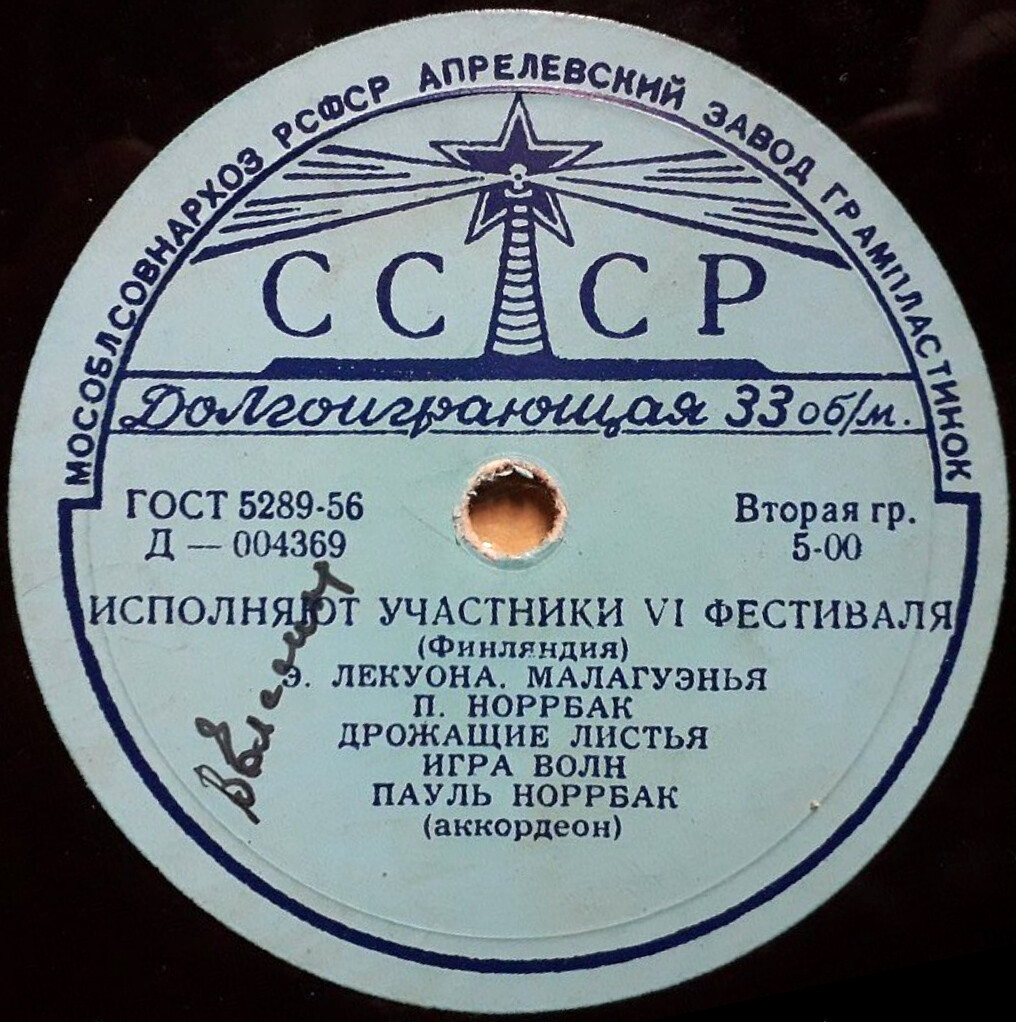 МОСОБЛСОВНАРХОЗ РСФСР АПРЕЛЕВСКИЙ ЗАВОД ГРАМПЛАСТИНОК
СССР
Долгоиграющая 33 об/м.
ГОСТ 5289-56
Д — 004369
Вторая гр.
5-00
ИСПОЛНЯЮТ УЧАСТНИКИ VI ФЕСТИВАЛЯ
(Финляндия)
Э. ЛЕКУОНА. МАЛАГУЭНЬЯ
П. НОРРБАК
ДРОЖАЩИЕ ЛИСТЬЯ
ИГРА ВОЛН
ПАУЛЬ НОРРБАК
(аккордеон)